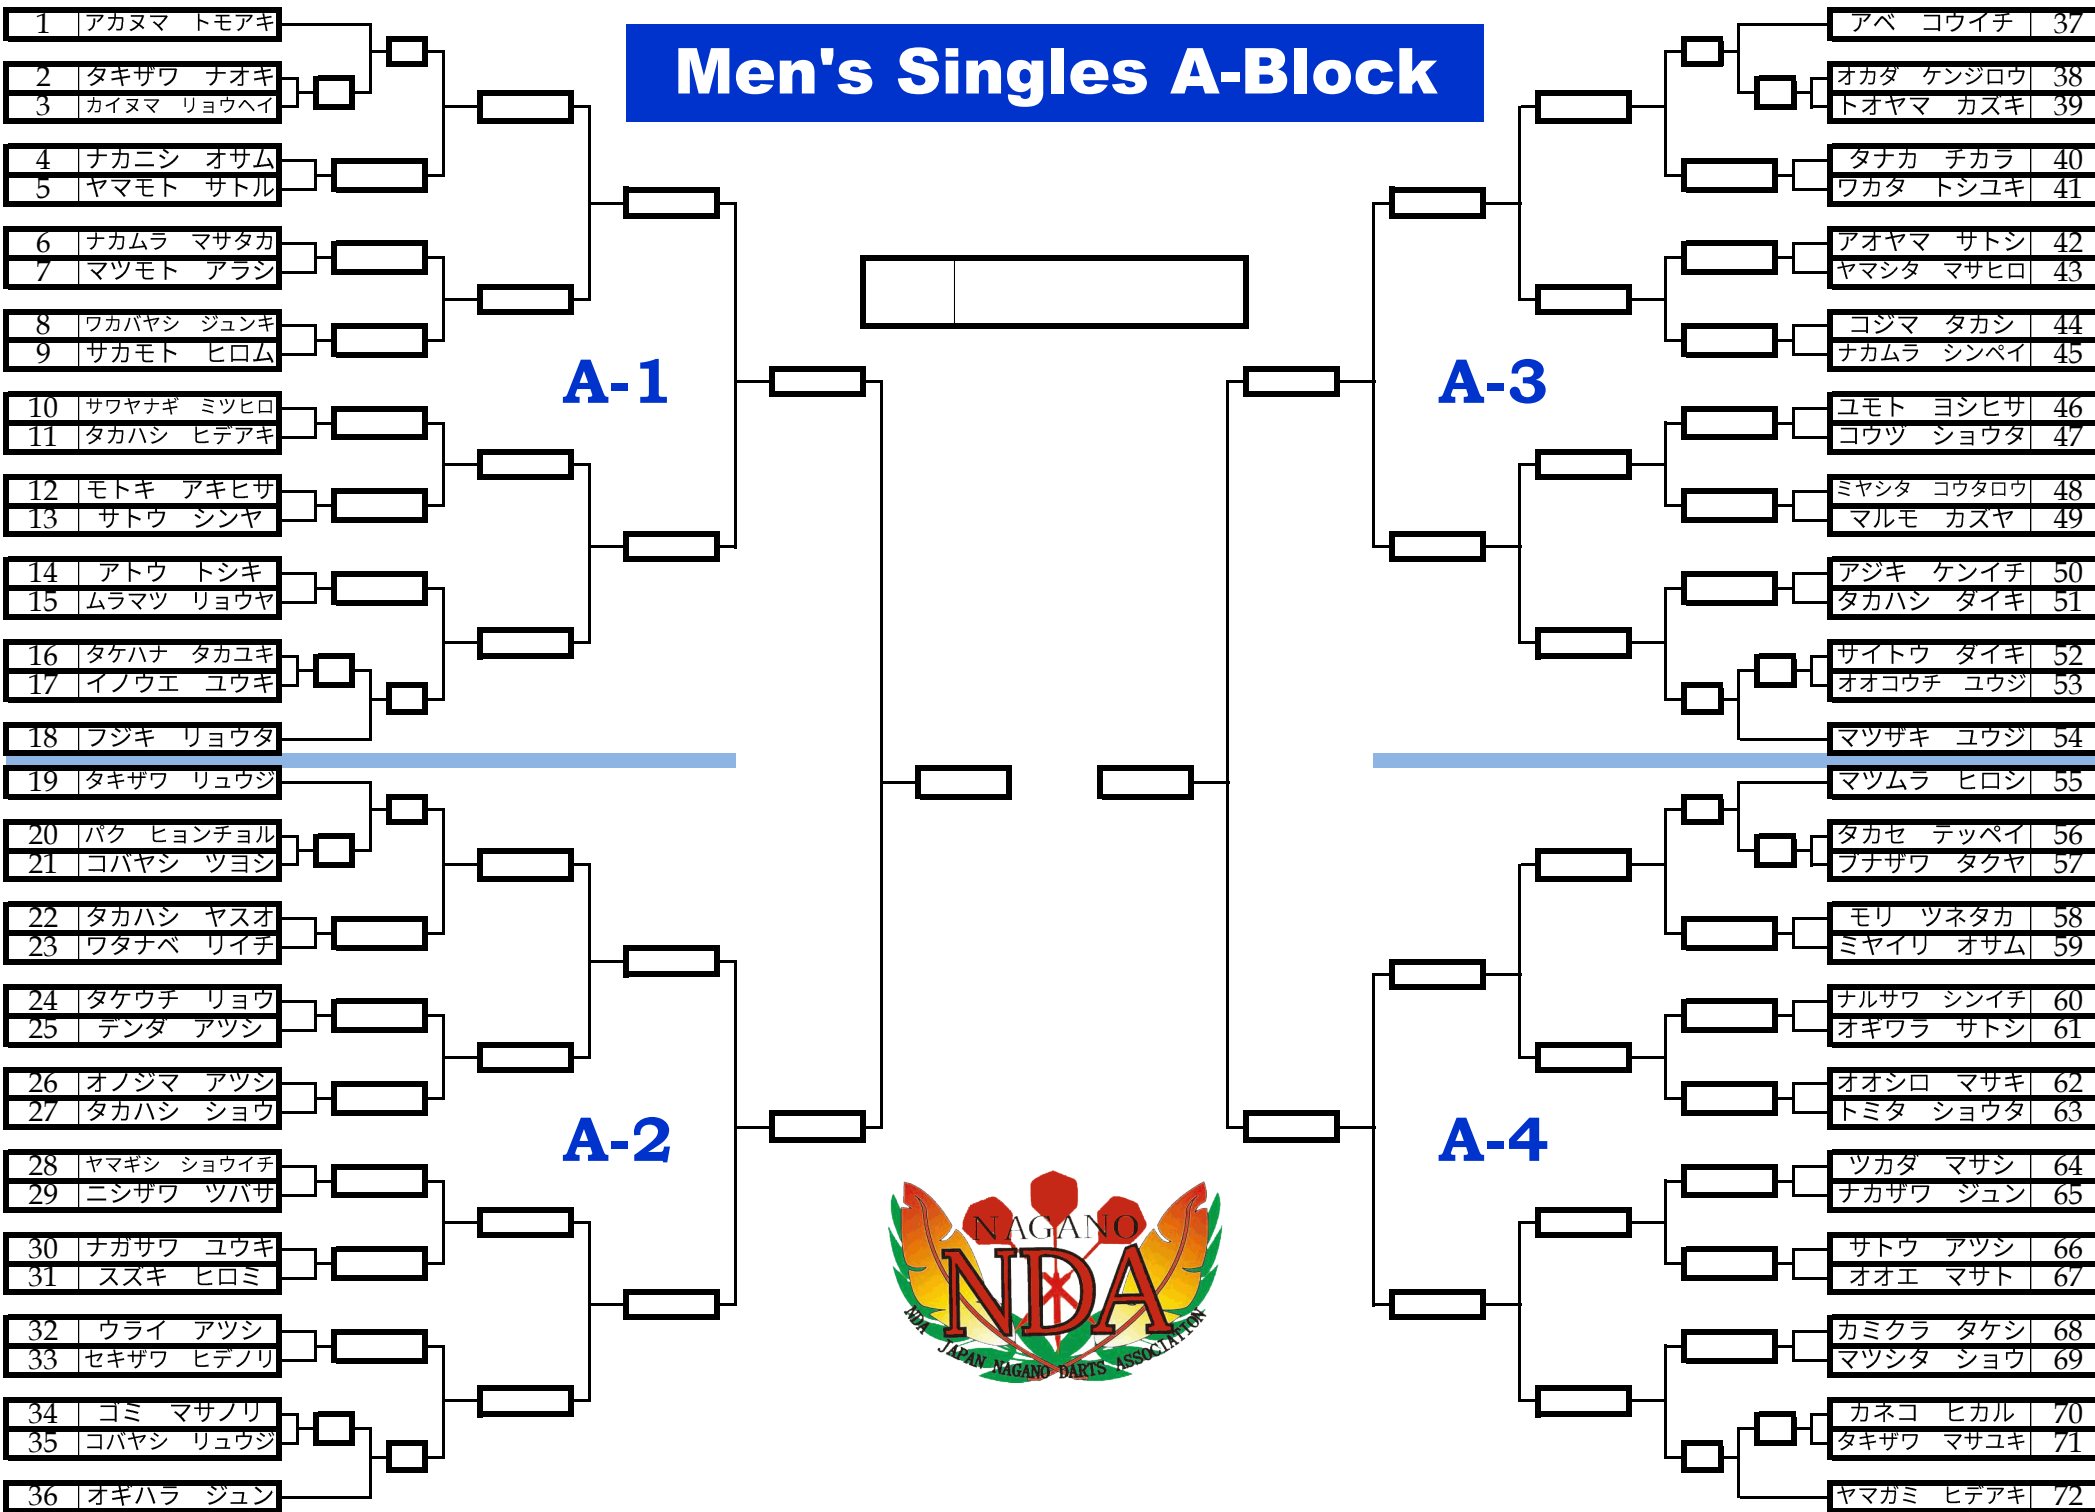 Men's Singles A-Block
1 アカヌマ トモアキ
2 タキザワ ナオキ
3 カイヌマ リョウヘイ
4 ナカニシ オサム
5 ヤマモト サトル
6 ナカムラ マサタカ
7 マツモト アラシ
8 ワカバヤシ ジュンキ
9 サカモト ヒロム
A-1
10 サワヤナギ ミツヒロ
11 タカハシ ヒデアキ
12 モトキ アキヒサ
13 サトウ シンヤ
14 アトウ トシキ
15 ムラマツ リョウヤ
16 タケハナ タカユキ
17 イノウエ ユウキ
18 フジキ リョウタ
19 タキザワ リュウジ
20 パク ヒョンチョル
21 コバヤシ ツヨシ
22 タカハシ ヤスオ
23 ワタナベ リイチ
24 タケウチ リョウ
25 デンダ アツシ
26 オノジマ アツシ
27 タカハシ ショウ
A-2
28 ヤマギシ ショウイチ
29 ニシザワ ツバサ
30 ナガサワ ユウキ
31 スズキ ヒロミ
32 ウライ アツシ
33 セキザワ ヒデノリ
34 ゴミ マサノリ
35 コバヤシ リュウジ
36 オギハラ ジュン
アベ コウイチ 37
オカダ ケンジロウ 38
トオヤマ カズキ 39
タナカ チカラ 40
ワカタ トシユキ 41
アオヤマ サトシ 42
ヤマシタ マサヒロ 43
コジマ タカシ 44
ナカムラ シンペイ 45
A-3
ユモト ヨシヒサ 46
コウヅ ショウタ 47
ミヤシタ コウタロウ 48
マルモ カズヤ 49
アジキ ケンイチ 50
タカハシ ダイキ 51
サイトウ ダイキ 52
オオコウチ ユウジ 53
マツザキ ユウジ 54
マツムラ ヒロシ 55
タカセ テッペイ 56
ブナザワ タクヤ 57
モリ ツネタカ 58
ミヤイリ オサム 59
ナルサワ シンイチ 60
オギワラ サトシ 61
オオシロ マサキ 62
トミタ ショウタ 63
A-4
ツカダ マサシ 64
ナカザワ ジュン 65
サトウ アツシ 66
オオエ マサト 67
カミクラ タケシ 68
マツシタ ショウ 69
カネコ ヒカル 70
タキザワ マサユキ 71
ヤマガミ ヒデアキ 72
NAGANO
NDA
NDA JAPAN NAGANO DARTS ASSOCIATION